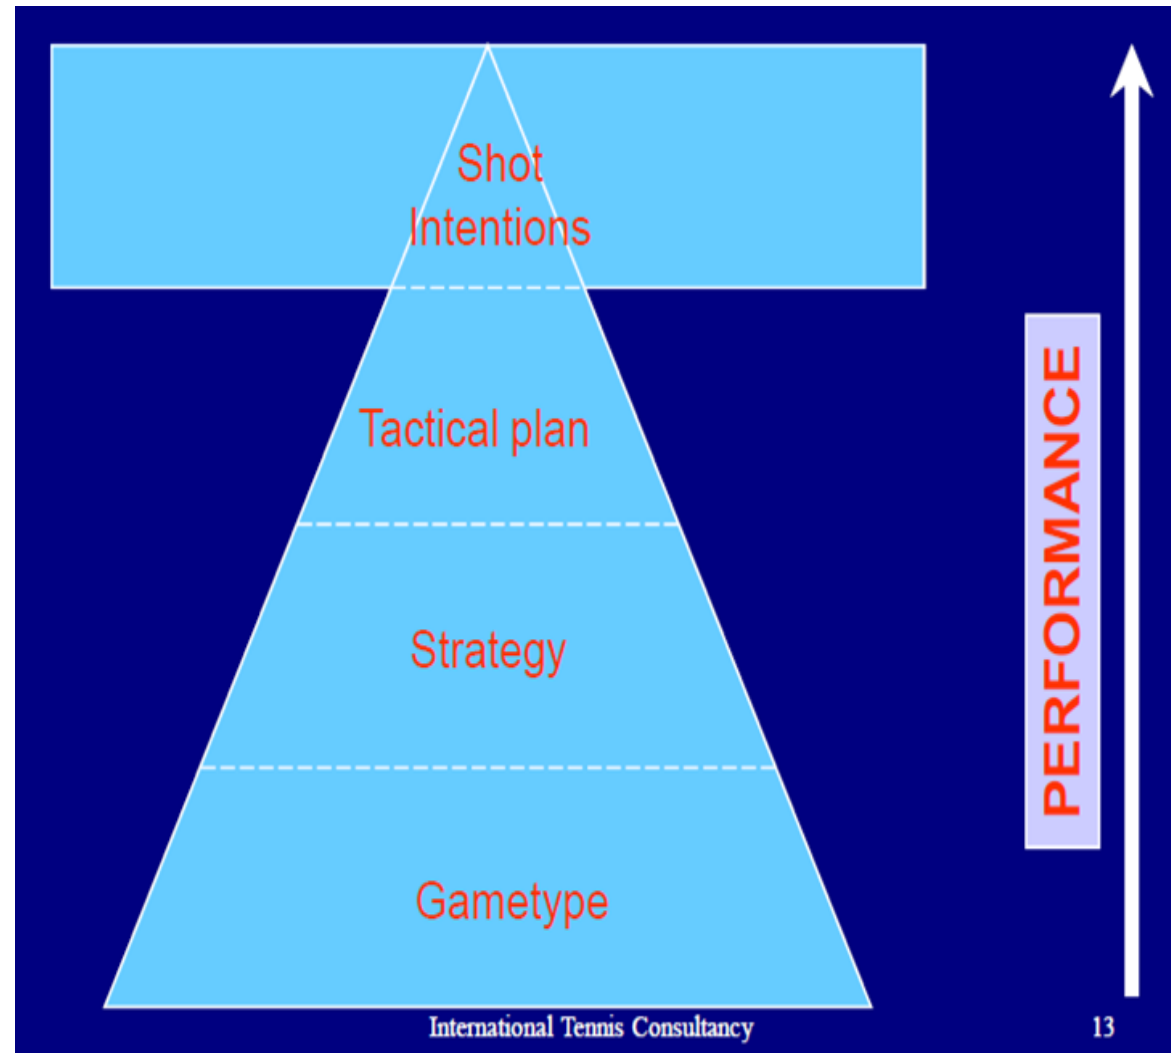 Shot
Intentions
Tactical plan
Strategy
Gametype
PERFORMANCE
International Tennis Consultancy
13